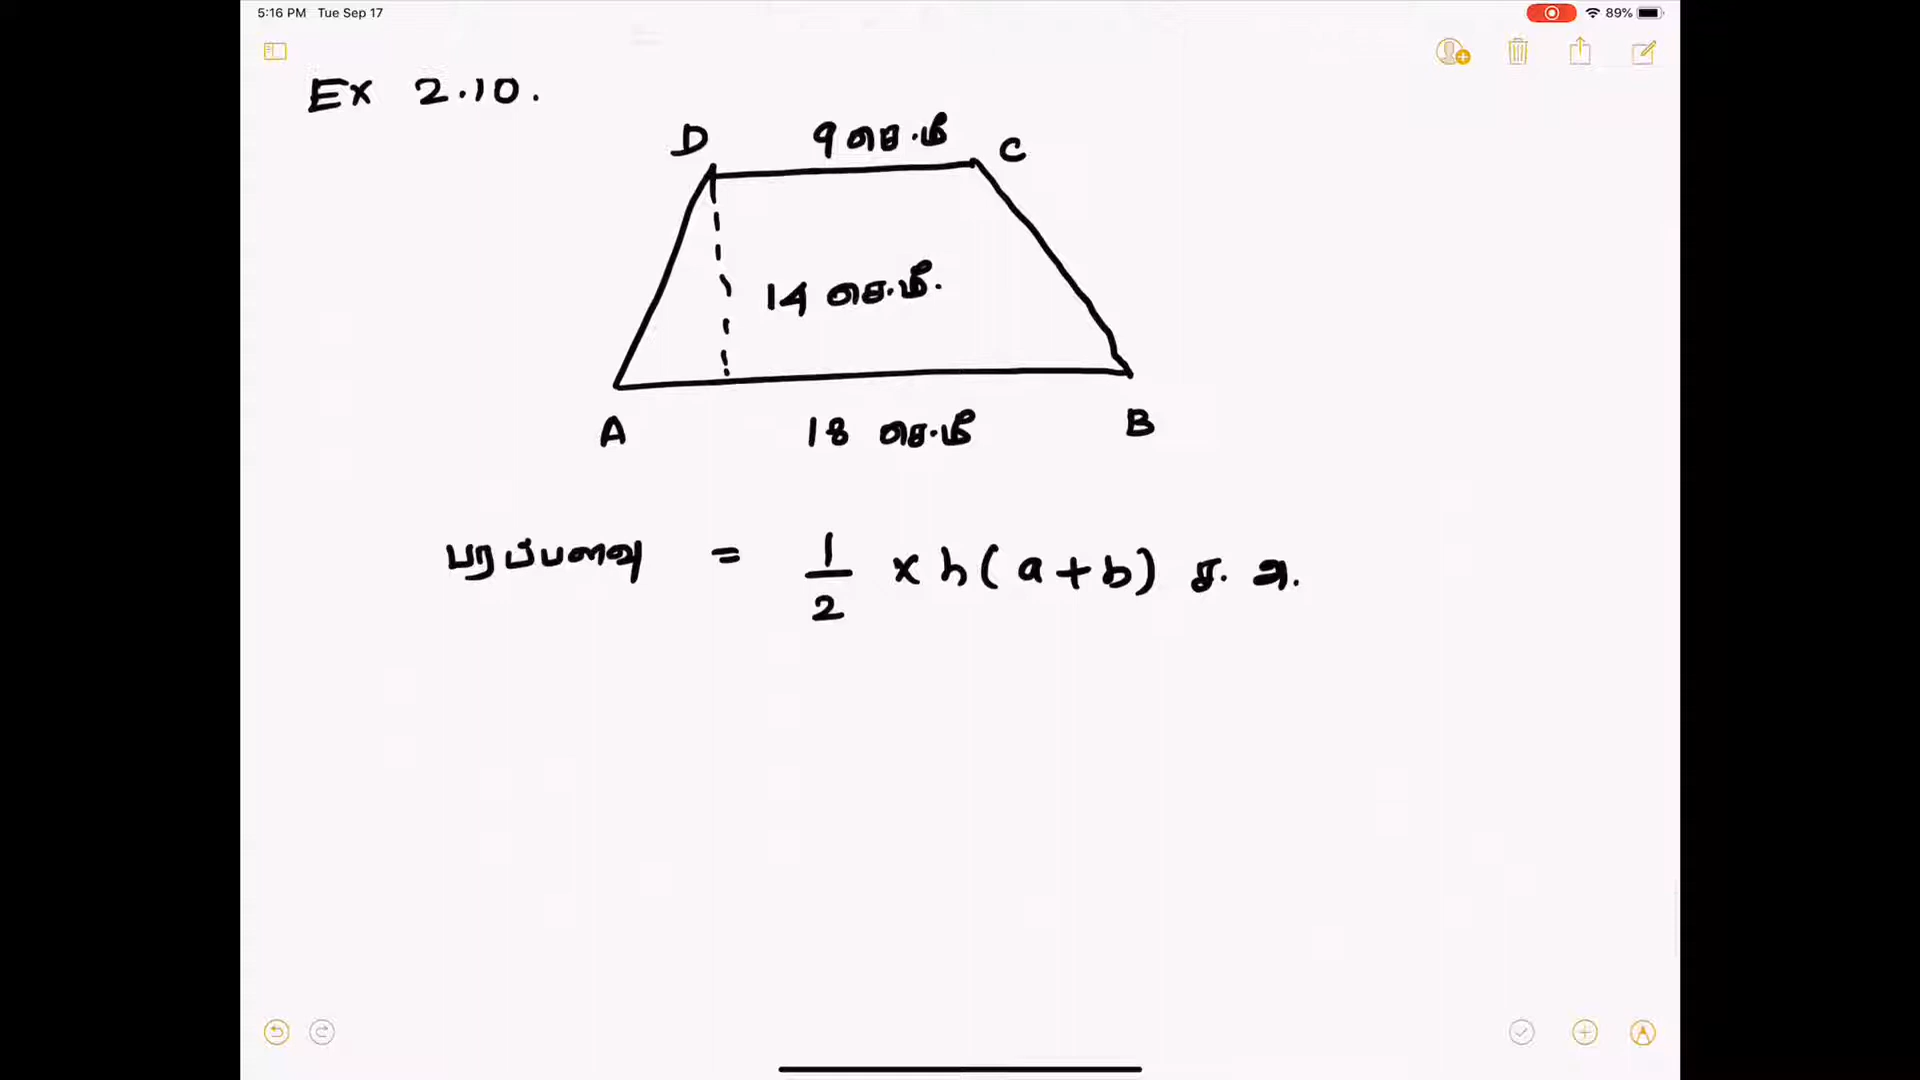 5:16 PM Tue Sep 17 89%
Ex 2.10.
D 9 செ.மீ C
14 செ.மீ.
A 18 செ.மீ B
பரப்பளவு = 1/2 x h(a+b) ச. அ.